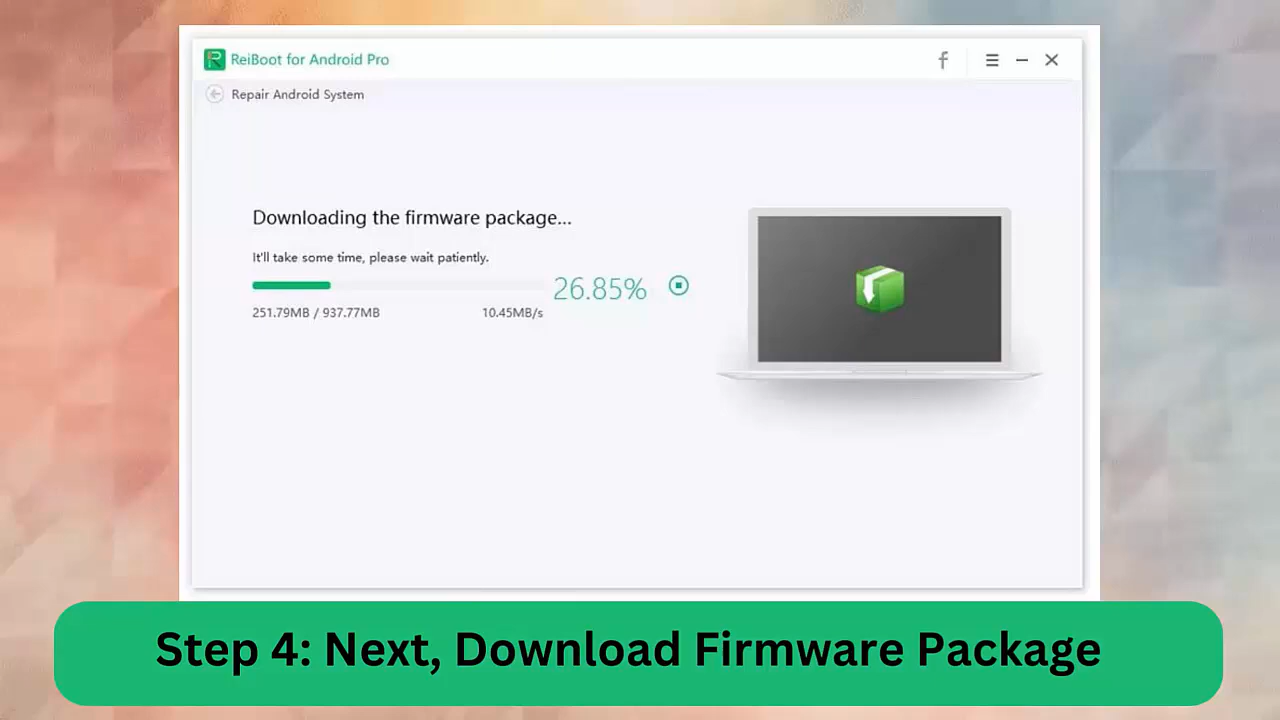 ReiBoot for Android Pro
Repair Android System
Downloading the firmware package...
It'll take some time, please wait patiently.
26.85%
251.79MB / 937.77MB
10.45MB/s
Step 4: Next, Download Firmware Package